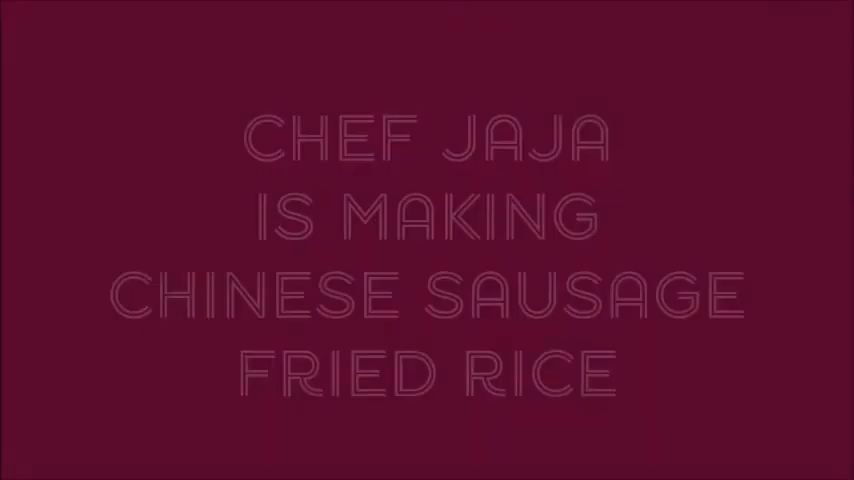 CHEF JAJA
IS MAKING
CHINESE SAUSAGE
FRIED RICE